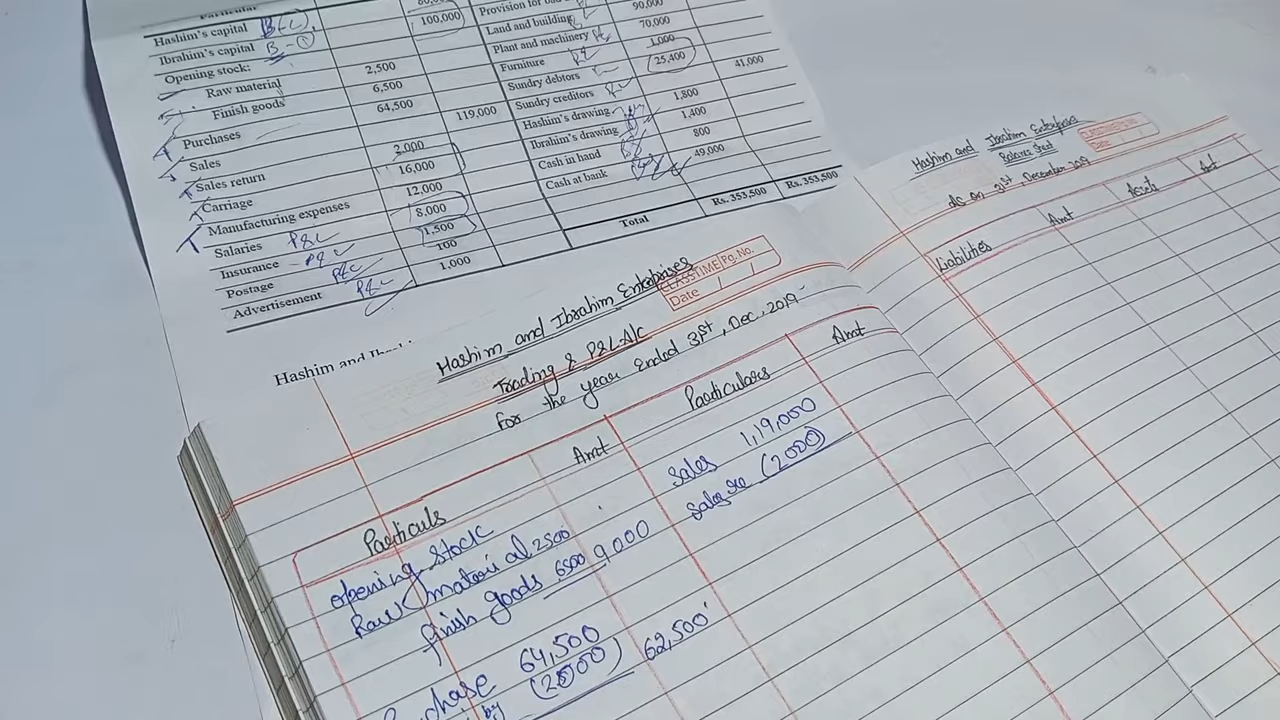 Hashim's capital B-(L)
100,000
Ibrahim's capital B-①
Opening stock:
Raw material 2,500
Finish goods 6,500
Purchases 64,500
Sales 119,000
Sales return 2,000
Carriage 16,000
Manufacturing expenses 12,000
Salaries P&L 8,000
Insurance - P&L 1,500
Postage P&L 100
Advertisement P&L 1,000
Provision for bad
Land and building 90,000
Plant and machinery 70,000
Furniture 1,000
Sundry debtors 25,400
Sundry creditors 41,000
Hashim's drawing 1,800
Ibrahim's drawing 1,400
Cash in hand 800
Cash at bank 49,000
Total Rs. 353,500 Rs. 353,500
Hashim and
Hashim and Ibrahim Enterprises
Trading & P&L A/c
For the year Ended 31st, Dec, 2019
CLASSTIME Pg. No.
Date / /
Particuls Amt Particulars Amt
opening stock
Raw material 2500
finish goods 6500 9000
Purchase 64,500
(2000) 62,500
Sales 1,19,000
Sales re (2000)
Hashim and Ibrahim Enterprises
Balance Sheet
As on 31st, December 2019
Liabilities Amt Assets Amt